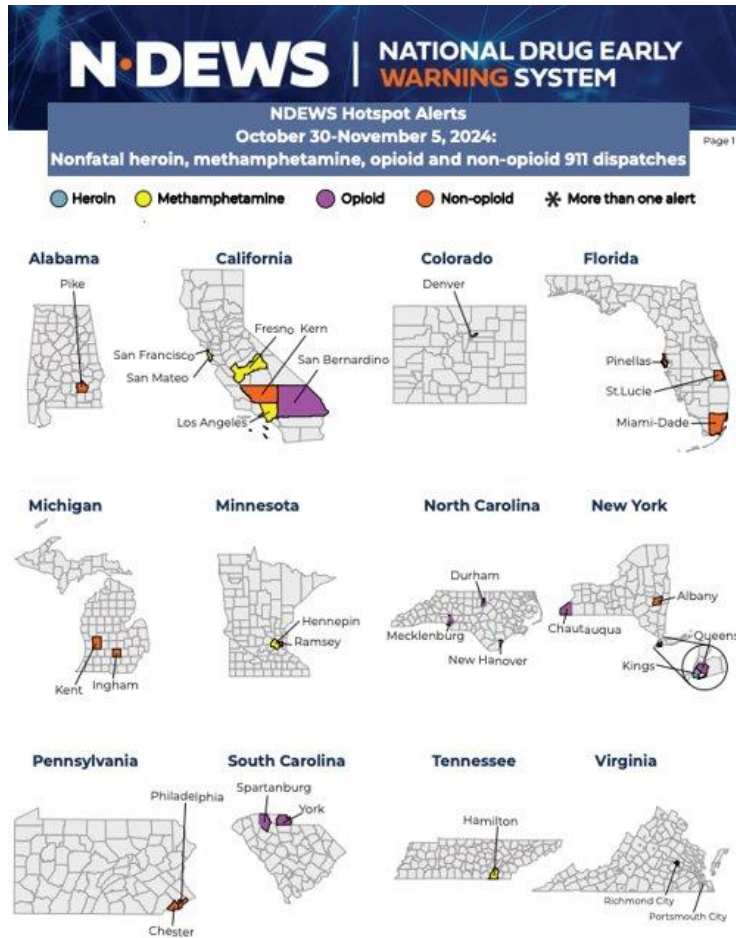 N•DEWS | NATIONAL DRUG EARLY
WARNING SYSTEM
NDEWS Hotspot Alerts
October 30-November 5, 2024:
Nonfatal heroin, methamphetamine, opioid and non-opioid 911 dispatches
Page 1
Heroin Methamphetamine Opioid Non-opioid * More than one alert
Alabama
Pike
California
Fresno Kern
San Francisco
San Bernardino
San Mateo
Los Angeles
Colorado
Denver
Florida
Pinellas
St.Lucie
Miami-Dade
Michigan
Kent
Ingham
Minnesota
Hennepin
Ramsey
North Carolina
Durham
Mecklenburg
New Hanover
New York
Albany
Chautauqua
Queens
Kings
Pennsylvania
Philadelphia
Chester
South Carolina
Spartanburg
York
Tennessee
Hamilton
Virginia
Richmond City
Portsmouth City